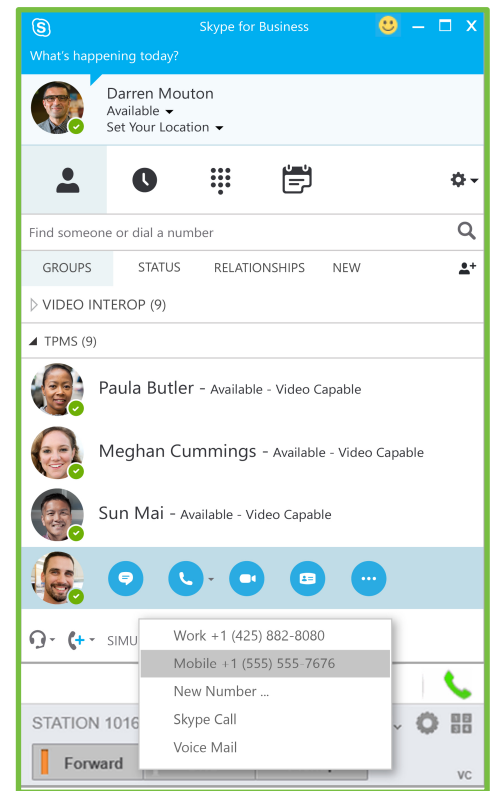 Skype for Business
What's happening today?
Darren Mouton
Available
Set Your Location
Find someone or dial a number
GROUPS STATUS RELATIONSHIPS NEW
VIDEO INTEROP (9)
TPMS (9)
Paula Butler - Available - Video Capable
Meghan Cummings - Available - Video Capable
Sun Mai - Available - Video Capable
SIMU
Work +1 (425) 882-8080
Mobile +1 (555) 555-7676
New Number ...
Skype Call
Voice Mail
STATION 1016
Forward
VC